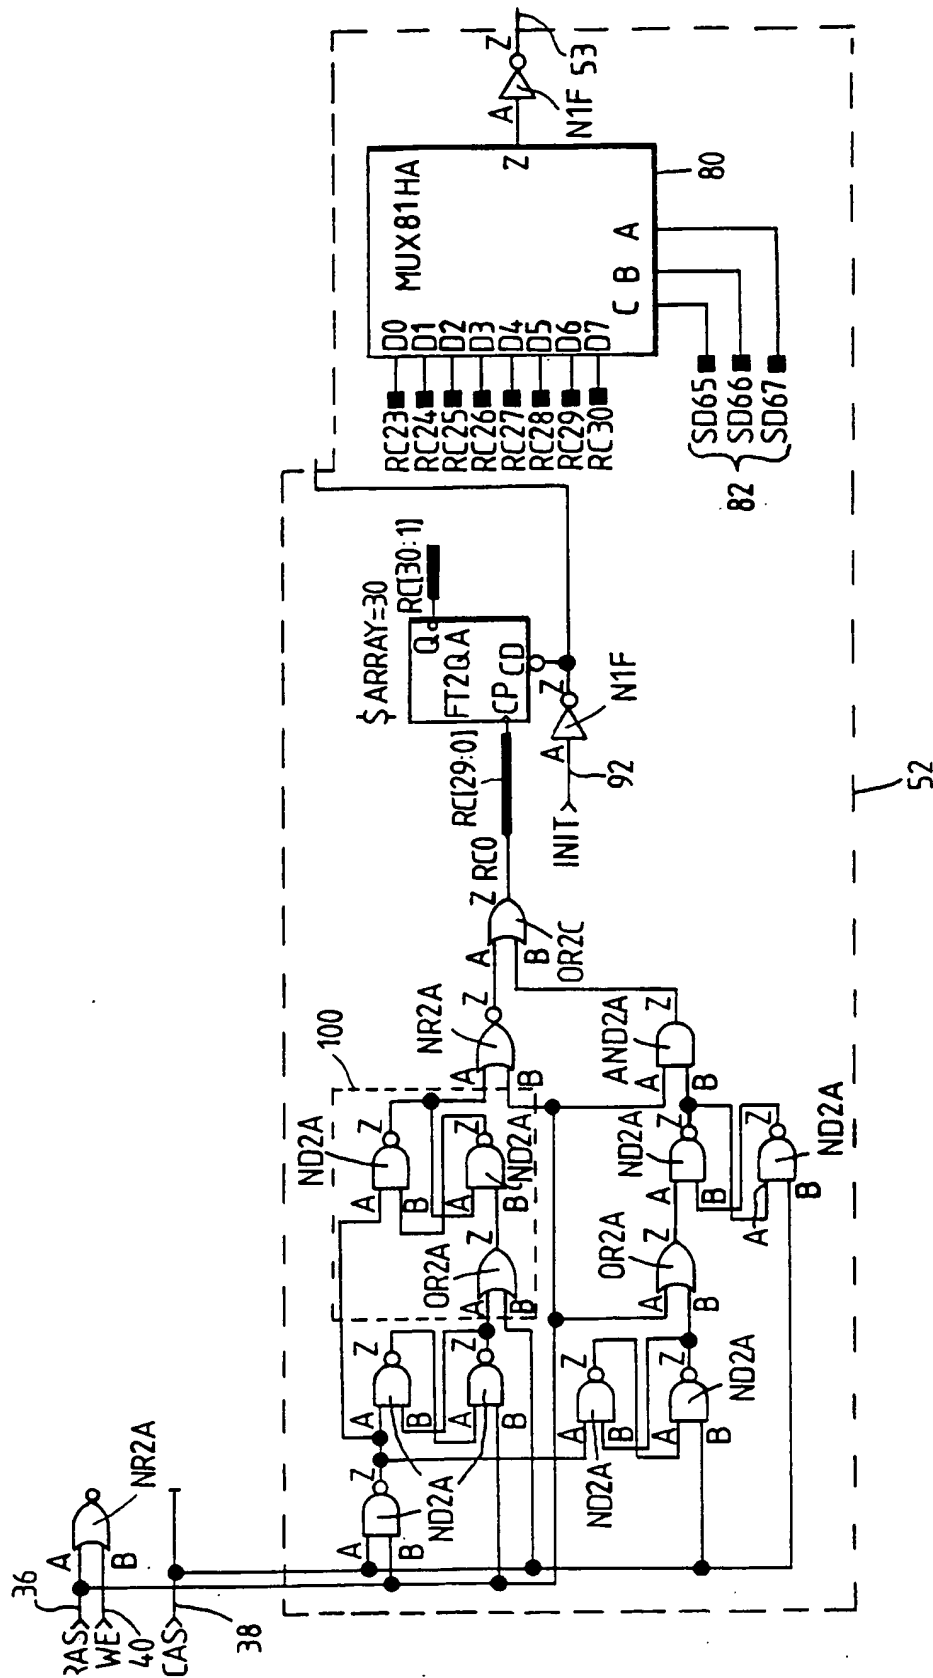 RAS
36
A
B
NR2A
WE
40
CAS
38
A
B
Z
ND2A
A
B
Z
A
B
Z
ND2A
A
B
Z
ND2A
A
B
Z
OR2A
A
B
Z
100
ND2A
A
B
Z
ND2A
A
B
Z
NR2A
A
B
Z
OR2A
A
B
Z
ND2A
A
B
Z
ND2A
A
B
Z
AND2A
A
B
Z
OR2C
A
B
Z
RC0
RC[29:0]
$ARRAY=30
FT2QA
Q
CP
CD
RC[30:1]
INIT
92
A
Z
N1F
RC23
RC24
RC25
RC26
RC27
RC28
RC29
RC30
D0
D1
D2
D3
D4
D5
D6
D7
MUX81HA
Z
C B A
80
SD65
SD66
SD67
82
A
Z
N1F
53
52